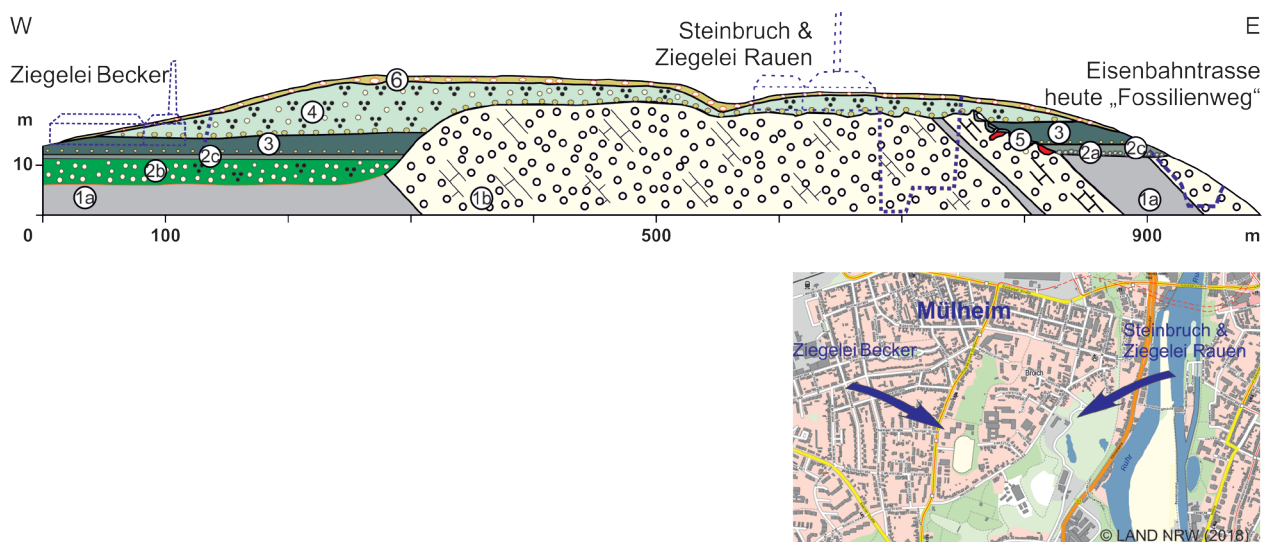 W
E
Steinbruch &
Ziegelei Rauen
Ziegelei Becker
Eisenbahntrasse
heute „Fossilienweg“
m
10
6
4
3
2c
2b
1a
1b
5
3
2a
2c
1a
0
100
500
900
m
Mülheim
Ziegelei Becker
Steinbruch &
Ziegelei Rauen
Broich
Ruhr
© LAND NRW (2018)